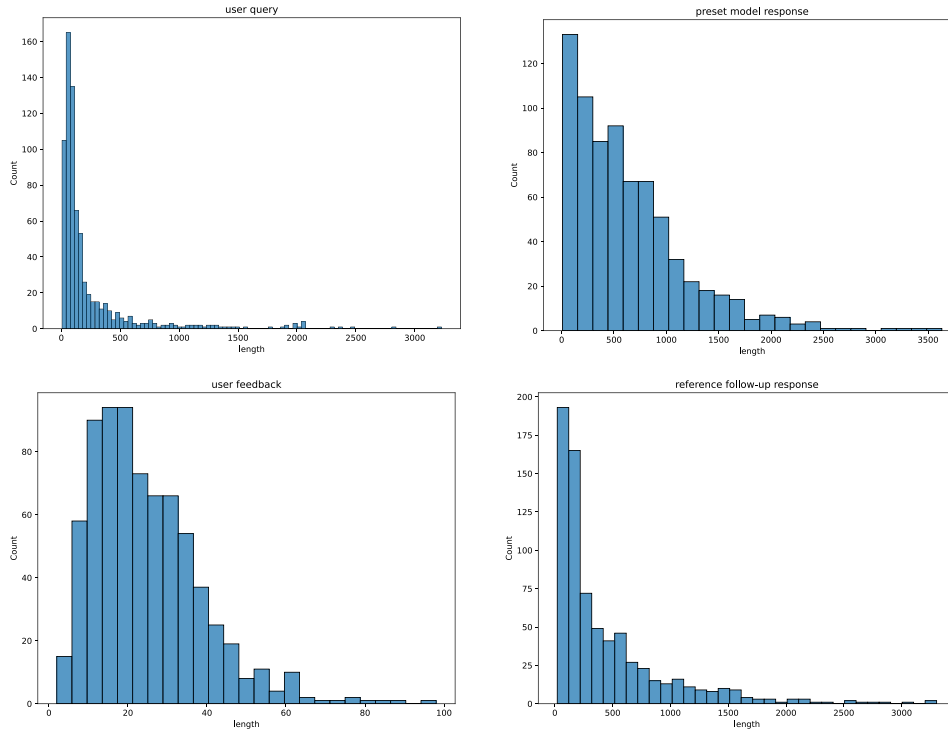 user query
Count
160
140
120
100
80
60
40
20
0
0 500 1000 1500 2000 2500 3000
length
preset model response
Count
120
100
80
60
40
20
0
0 500 1000 1500 2000 2500 3000 3500
length
user feedback
Count
80
60
40
20
0
0 20 40 60 80 100
length
reference follow-up response
Count
200
175
150
125
100
75
50
25
0
0 500 1000 1500 2000 2500 3000
length